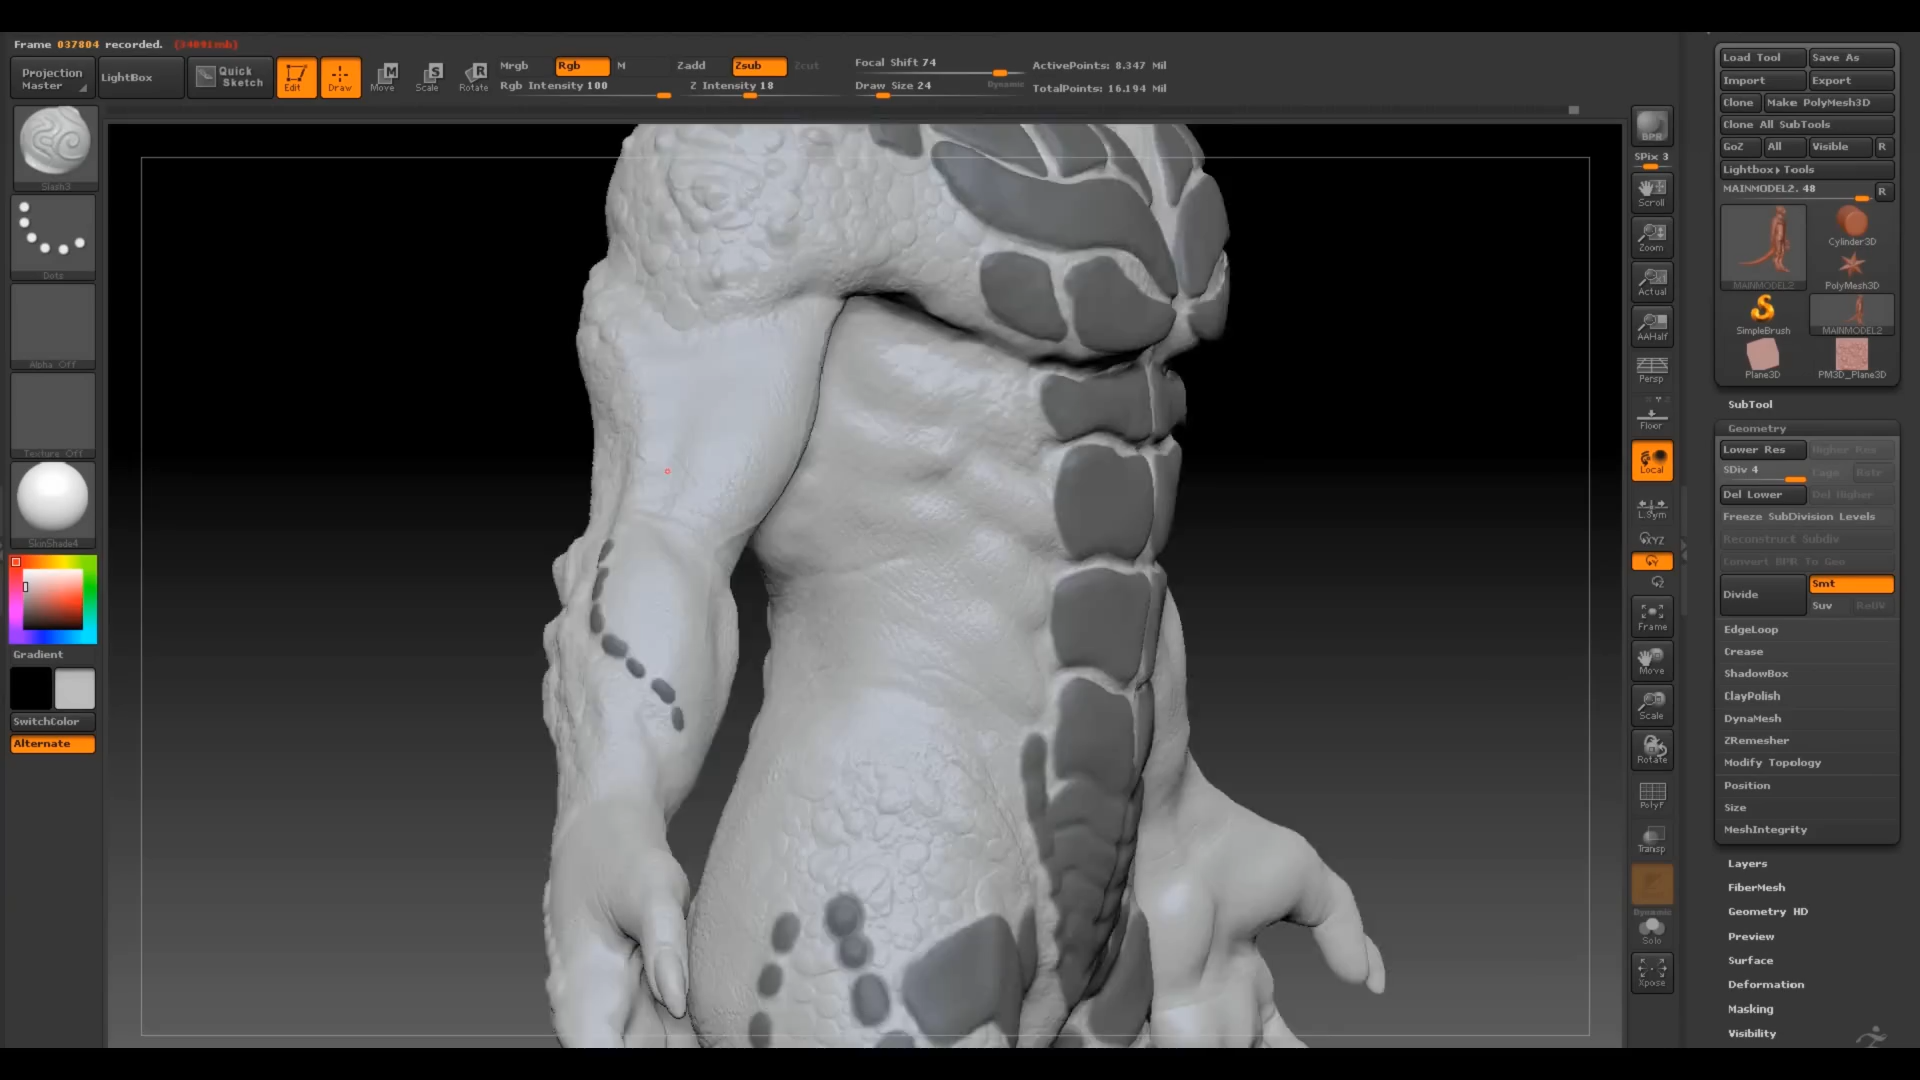 Frame 037804 recorded. (34091mb)
Projection Master
LightBox
Quick Sketch
Edit
Draw
Move
Scale
Rotate
Mrgb Rgb M
Rgb Intensity 100
Zadd Zsub Zcut
Z Intensity 18
Focal Shift 74
Draw Size 24 Dynamic
ActivePoints: 8.347 Mil
TotalPoints: 16.194 Mil
Slash3
Dots
Alpha Off
Texture Off
SkinShade4
Gradient
SwitchColor
Alternate
BPR
SPix 3
Scroll
Zoom
Actual
AAHalf
Persp
Floor
Local
L.Sym
XYZ
Y
Z
Frame
Move
Scale
Rotate
PolyF
Transp
Dynamic
Solo
Xpose
Load Tool Save As
Import Export
Clone Make PolyMesh3D
Clone All SubTools
GoZ All Visible R
Lightbox▸Tools
MAINMODEL2. 48 R
MAINMODEL2
Cylinder3D
PolyMesh3D
SimpleBrush
MAINMODEL2
Plane3D
PM3D_Plane3D
SubTool
Geometry
Lower Res Higher Res
SDiv 4 Cage Rstr
Del Lower Del Higher
Freeze SubDivision Levels
Reconstruct Subdiv
Convert BPR To Geo
Divide Smt
Suv ReUV
EdgeLoop
Crease
ShadowBox
ClayPolish
DynaMesh
ZRemesher
Modify Topology
Position
Size
MeshIntegrity
Layers
FiberMesh
Geometry HD
Preview
Surface
Deformation
Masking
Visibility